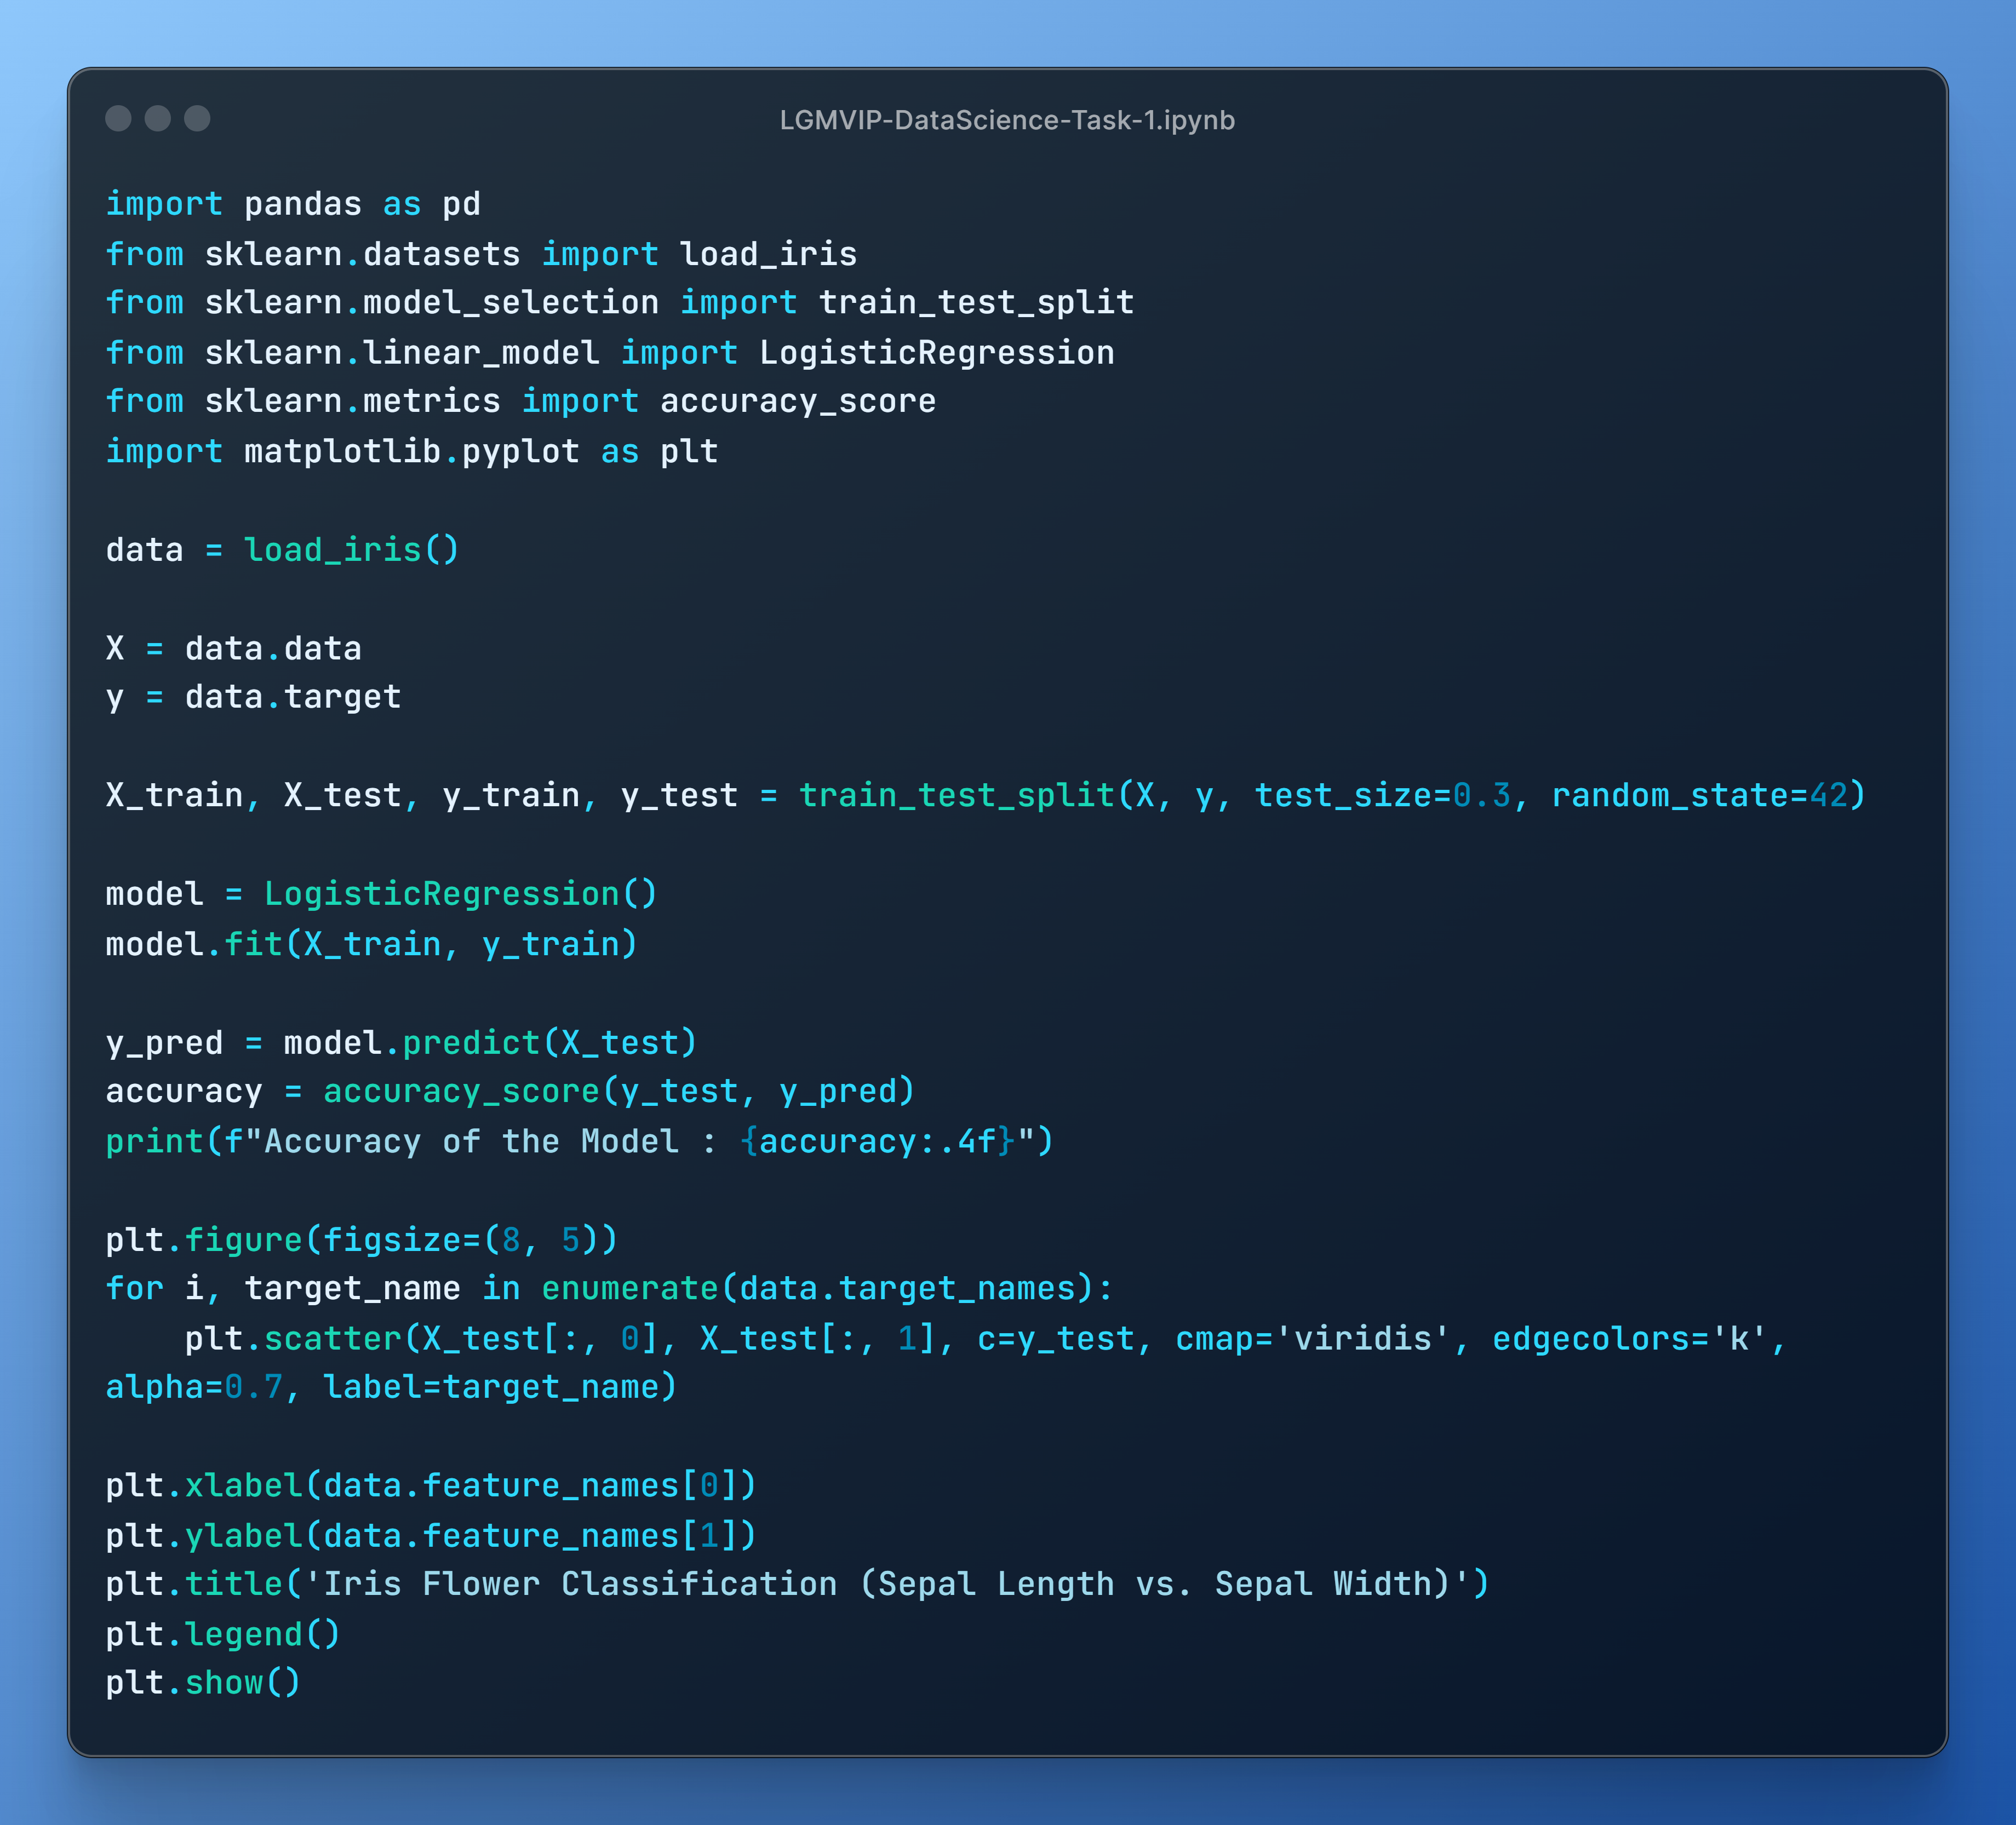 LGMVIP-DataScience-Task-1.ipynb
import pandas as pd
from sklearn.datasets import load_iris
from sklearn.model_selection import train_test_split
from sklearn.linear_model import LogisticRegression
from sklearn.metrics import accuracy_score
import matplotlib.pyplot as plt
data = load_iris()
X = data.data
y = data.target
X_train, X_test, y_train, y_test = train_test_split(X, y, test_size=0.3, random_state=42)
model = LogisticRegression()
model.fit(X_train, y_train)
y_pred = model.predict(X_test)
accuracy = accuracy_score(y_test, y_pred)
print(f"Accuracy of the Model : {accuracy:.4f}")
plt.figure(figsize=(8, 5))
for i, target_name in enumerate(data.target_names):
    plt.scatter(X_test[:, 0], X_test[:, 1], c=y_test, cmap='viridis', edgecolors='k',
alpha=0.7, label=target_name)
plt.xlabel(data.feature_names[0])
plt.ylabel(data.feature_names[1])
plt.title('Iris Flower Classification (Sepal Length vs. Sepal Width)')
plt.legend()
plt.show()